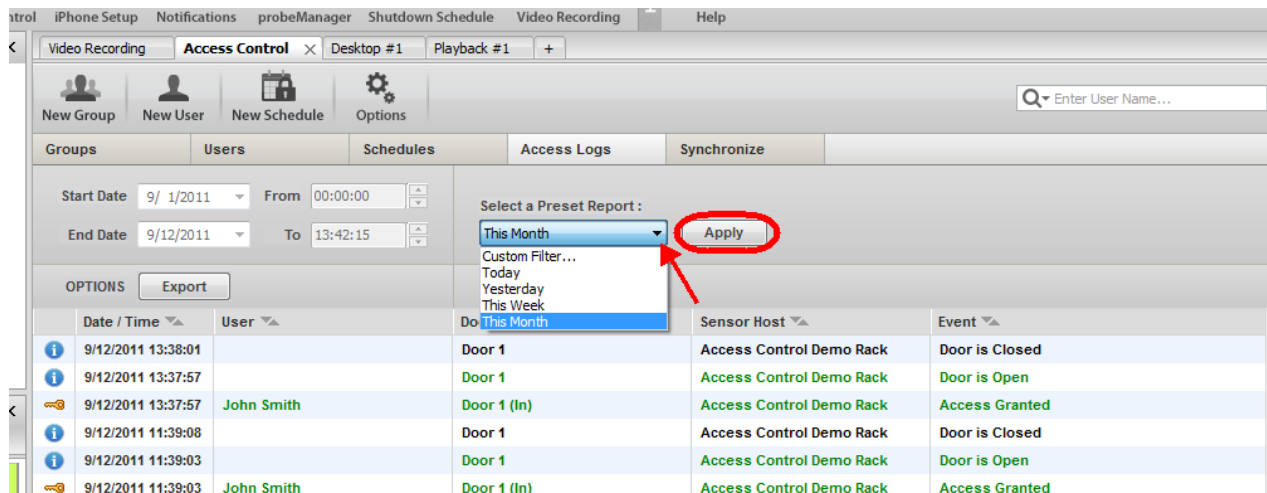 iPhone Setup Notifications probeManager Shutdown Schedule Video Recording Help
Video Recording Access Control Desktop #1 Playback #1 +
New Group New User New Schedule Options
Enter User Name...
Groups Users Schedules Access Logs Synchronize
Start Date 9/ 1/2011 From 00:00:00
Select a Preset Report :
End Date 9/12/2011 To 13:42:15 This Month Apply
Custom Filter...
Today
Yesterday
This Week
This Month
OPTIONS Export
Date / Time User Sensor Host Event
9/12/2011 13:38:01 Door 1 Access Control Demo Rack Door is Closed
9/12/2011 13:37:57 Door 1 Access Control Demo Rack Door is Open
9/12/2011 13:37:57 John Smith Door 1 (In) Access Control Demo Rack Access Granted
9/12/2011 11:39:08 Door 1 Access Control Demo Rack Door is Closed
9/12/2011 11:39:03 Door 1 Access Control Demo Rack Door is Open
9/12/2011 11:39:03 John Smith Door 1 (In) Access Control Demo Rack Access Granted